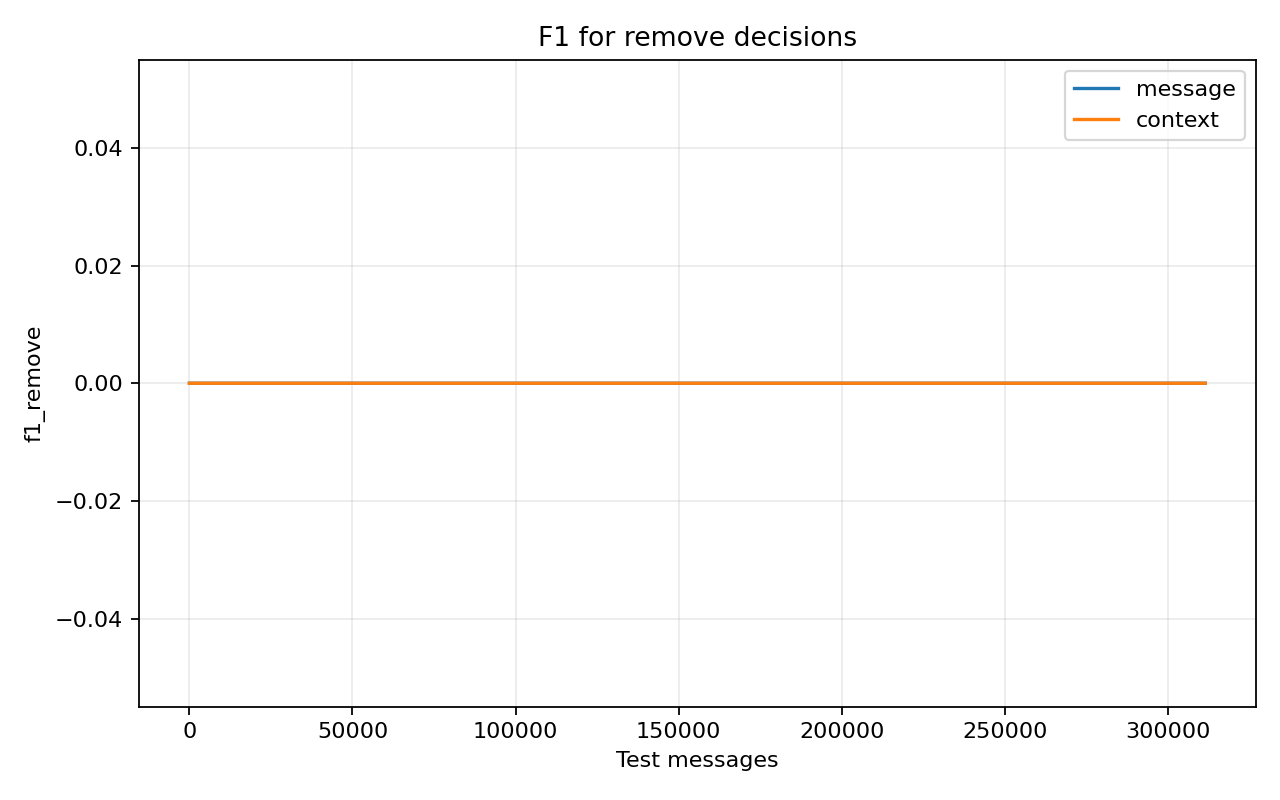 F1 for remove decisions
message
context
f1_remove
0.04
0.02
0.00
−0.02
−0.04
0 50000 100000 150000 200000 250000 300000
Test messages